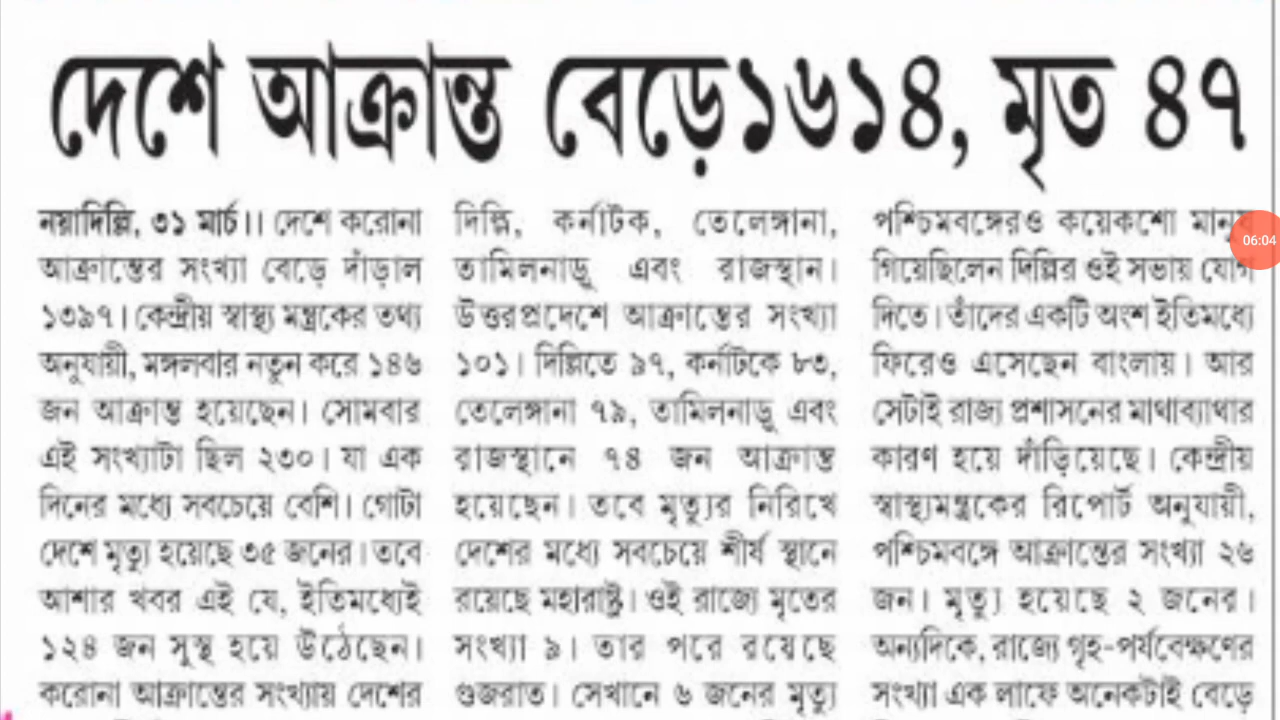 দেশে আক্রান্ত বেড়ে১৬১৪, মৃত ৪৭
নয়াদিল্লি, ৩১ মার্চ।। দেশে করোনা
আক্রান্তের সংখ্যা বেড়ে দাঁড়াল
১৩৯৭। কেন্দ্রীয় স্বাস্থ্য মন্ত্রকের তথ্য
অনুযায়ী, মঙ্গলবার নতুন করে ১৪৬
জন আক্রান্ত হয়েছেন। সোমবার
এই সংখ্যাটা ছিল ২৩০। যা এক
দিনের মধ্যে সবচেয়ে বেশি। গোটা
দেশে মৃত্যু হয়েছে ৩৫ জনের। তবে
আশার খবর এই যে, ইতিমধ্যেই
১২৪ জন সুস্থ হয়ে উঠেছেন।
করোনা আক্রান্তের সংখ্যায় দেশের
দিল্লি, কর্নাটক, তেলেঙ্গানা,
তামিলনাড়ু এবং রাজস্থান।
উত্তরপ্রদেশে আক্রান্তের সংখ্যা
১০১। দিল্লিতে ৯৭, কর্নাটকে ৮৩,
তেলেঙ্গানা ৭৯, তামিলনাড়ু এবং
রাজস্থানে ৭৪ জন আক্রান্ত
হয়েছেন। তবে মৃত্যুর নিরিখে
দেশের মধ্যে সবচেয়ে শীর্ষ স্থানে
রয়েছে মহারাষ্ট্র। ওই রাজ্যে মৃতের
সংখ্যা ৯। তার পরে রয়েছে
গুজরাত। সেখানে ৬ জনের মৃত্যু
পশ্চিমবঙ্গেরও কয়েকশো মানুষ
গিয়েছিলেন দিল্লির ওই সভায় যোগ
দিতে। তাঁদের একটি অংশ ইতিমধ্যে
ফিরেও এসেছেন বাংলায়। আর
সেটাই রাজ্য প্রশাসনের মাথাব্যাথার
কারণ হয়ে দাঁড়িয়েছে। কেন্দ্রীয়
স্বাস্থ্যমন্ত্রকের রিপোর্ট অনুযায়ী,
পশ্চিমবঙ্গে আক্রান্তের সংখ্যা ২৬
জন। মৃত্যু হয়েছে ২ জনের।
অন্যদিকে, রাজ্যে গৃহ-পর্যবেক্ষণের
সংখ্যা এক লাফে অনেকটাই বেড়ে
06:04